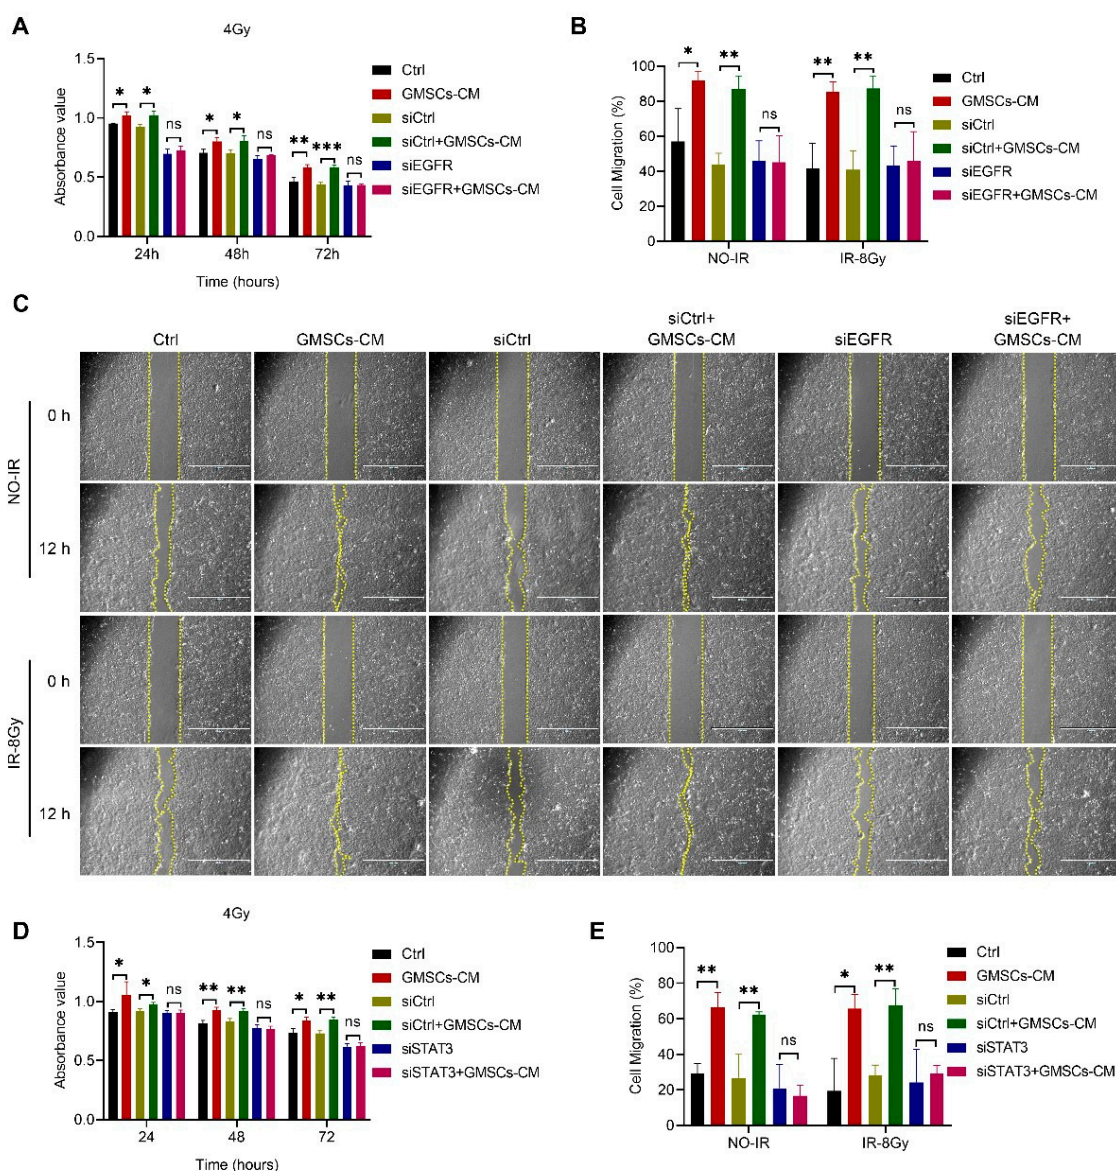 A
4Gy
Absorbance value
1.5
1.0
0.5
0.0
* * * * ** ***
ns ns ns
24h 48h 72h
Time (hours)
Ctrl
GMSCs-CM
siCtrl
siCtrl+GMSCs-CM
siEGFR
siEGFR+GMSCs-CM
B
Cell Migration (%)
100
80
60
40
20
0
* ** ** **
ns ns
NO-IR IR-8Gy
Ctrl
GMSCs-CM
siCtrl
siCtrl+GMSCs-CM
siEGFR
siEGFR+GMSCs-CM
C
Ctrl
GMSCs-CM
siCtrl
siCtrl+
GMSCs-CM
siEGFR
siEGFR+
GMSCs-CM
NO-IR
0 h
12 h
IR-8Gy
0 h
12 h
D
4Gy
Absorbance value
1.5
1.0
0.5
0.0
* * ** ** * **
ns ns ns
24 48 72
Time (hours)
Ctrl
GMSCs-CM
siCtrl
siCtrl+GMSCs-CM
siSTAT3
siSTAT3+GMSCs-CM
E
Cell Migration (%)
100
80
60
40
20
0
** ** * **
ns ns
NO-IR IR-8Gy
Ctrl
GMSCs-CM
siCtrl
siCtrl+GMSCs-CM
siSTAT3
siSTAT3+GMSCs-CM